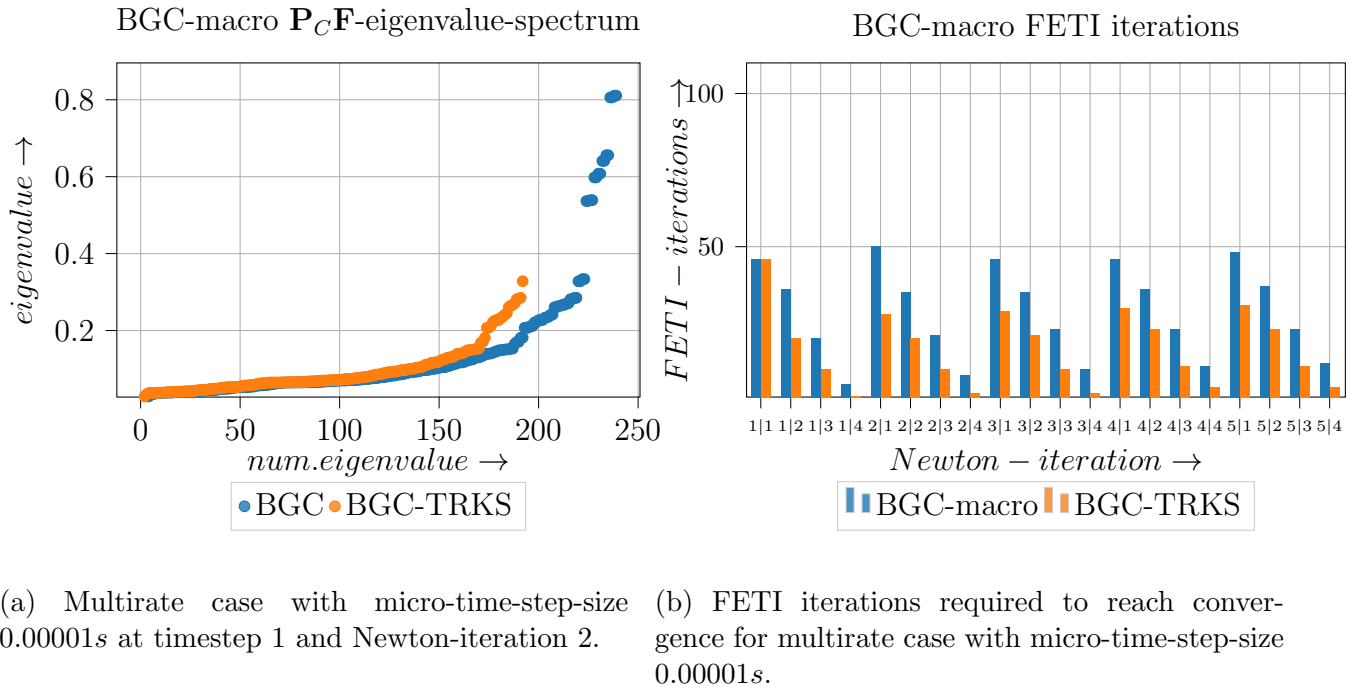 BGC-macro P_CF-eigenvalue-spectrum
0.8
0.6
0.4
0.2
eigenvalue →
0 50 100 150 200 250
num.eigenvalue →
BGC BGC-TRKS
(a) Multirate case with micro-time-step-size
0.00001s at timestep 1 and Newton-iteration 2.
BGC-macro FETI iterations
100
50
FETI − iterations →
1|1 1|2 1|3 1|4 2|1 2|2 2|3 2|4 3|1 3|2 3|3 3|4 4|1 4|2 4|3 4|4 5|1 5|2 5|3 5|4
Newton − iteration →
BGC-macro BGC-TRKS
(b) FETI iterations required to reach conver-
gence for multirate case with micro-time-step-size
0.00001s.